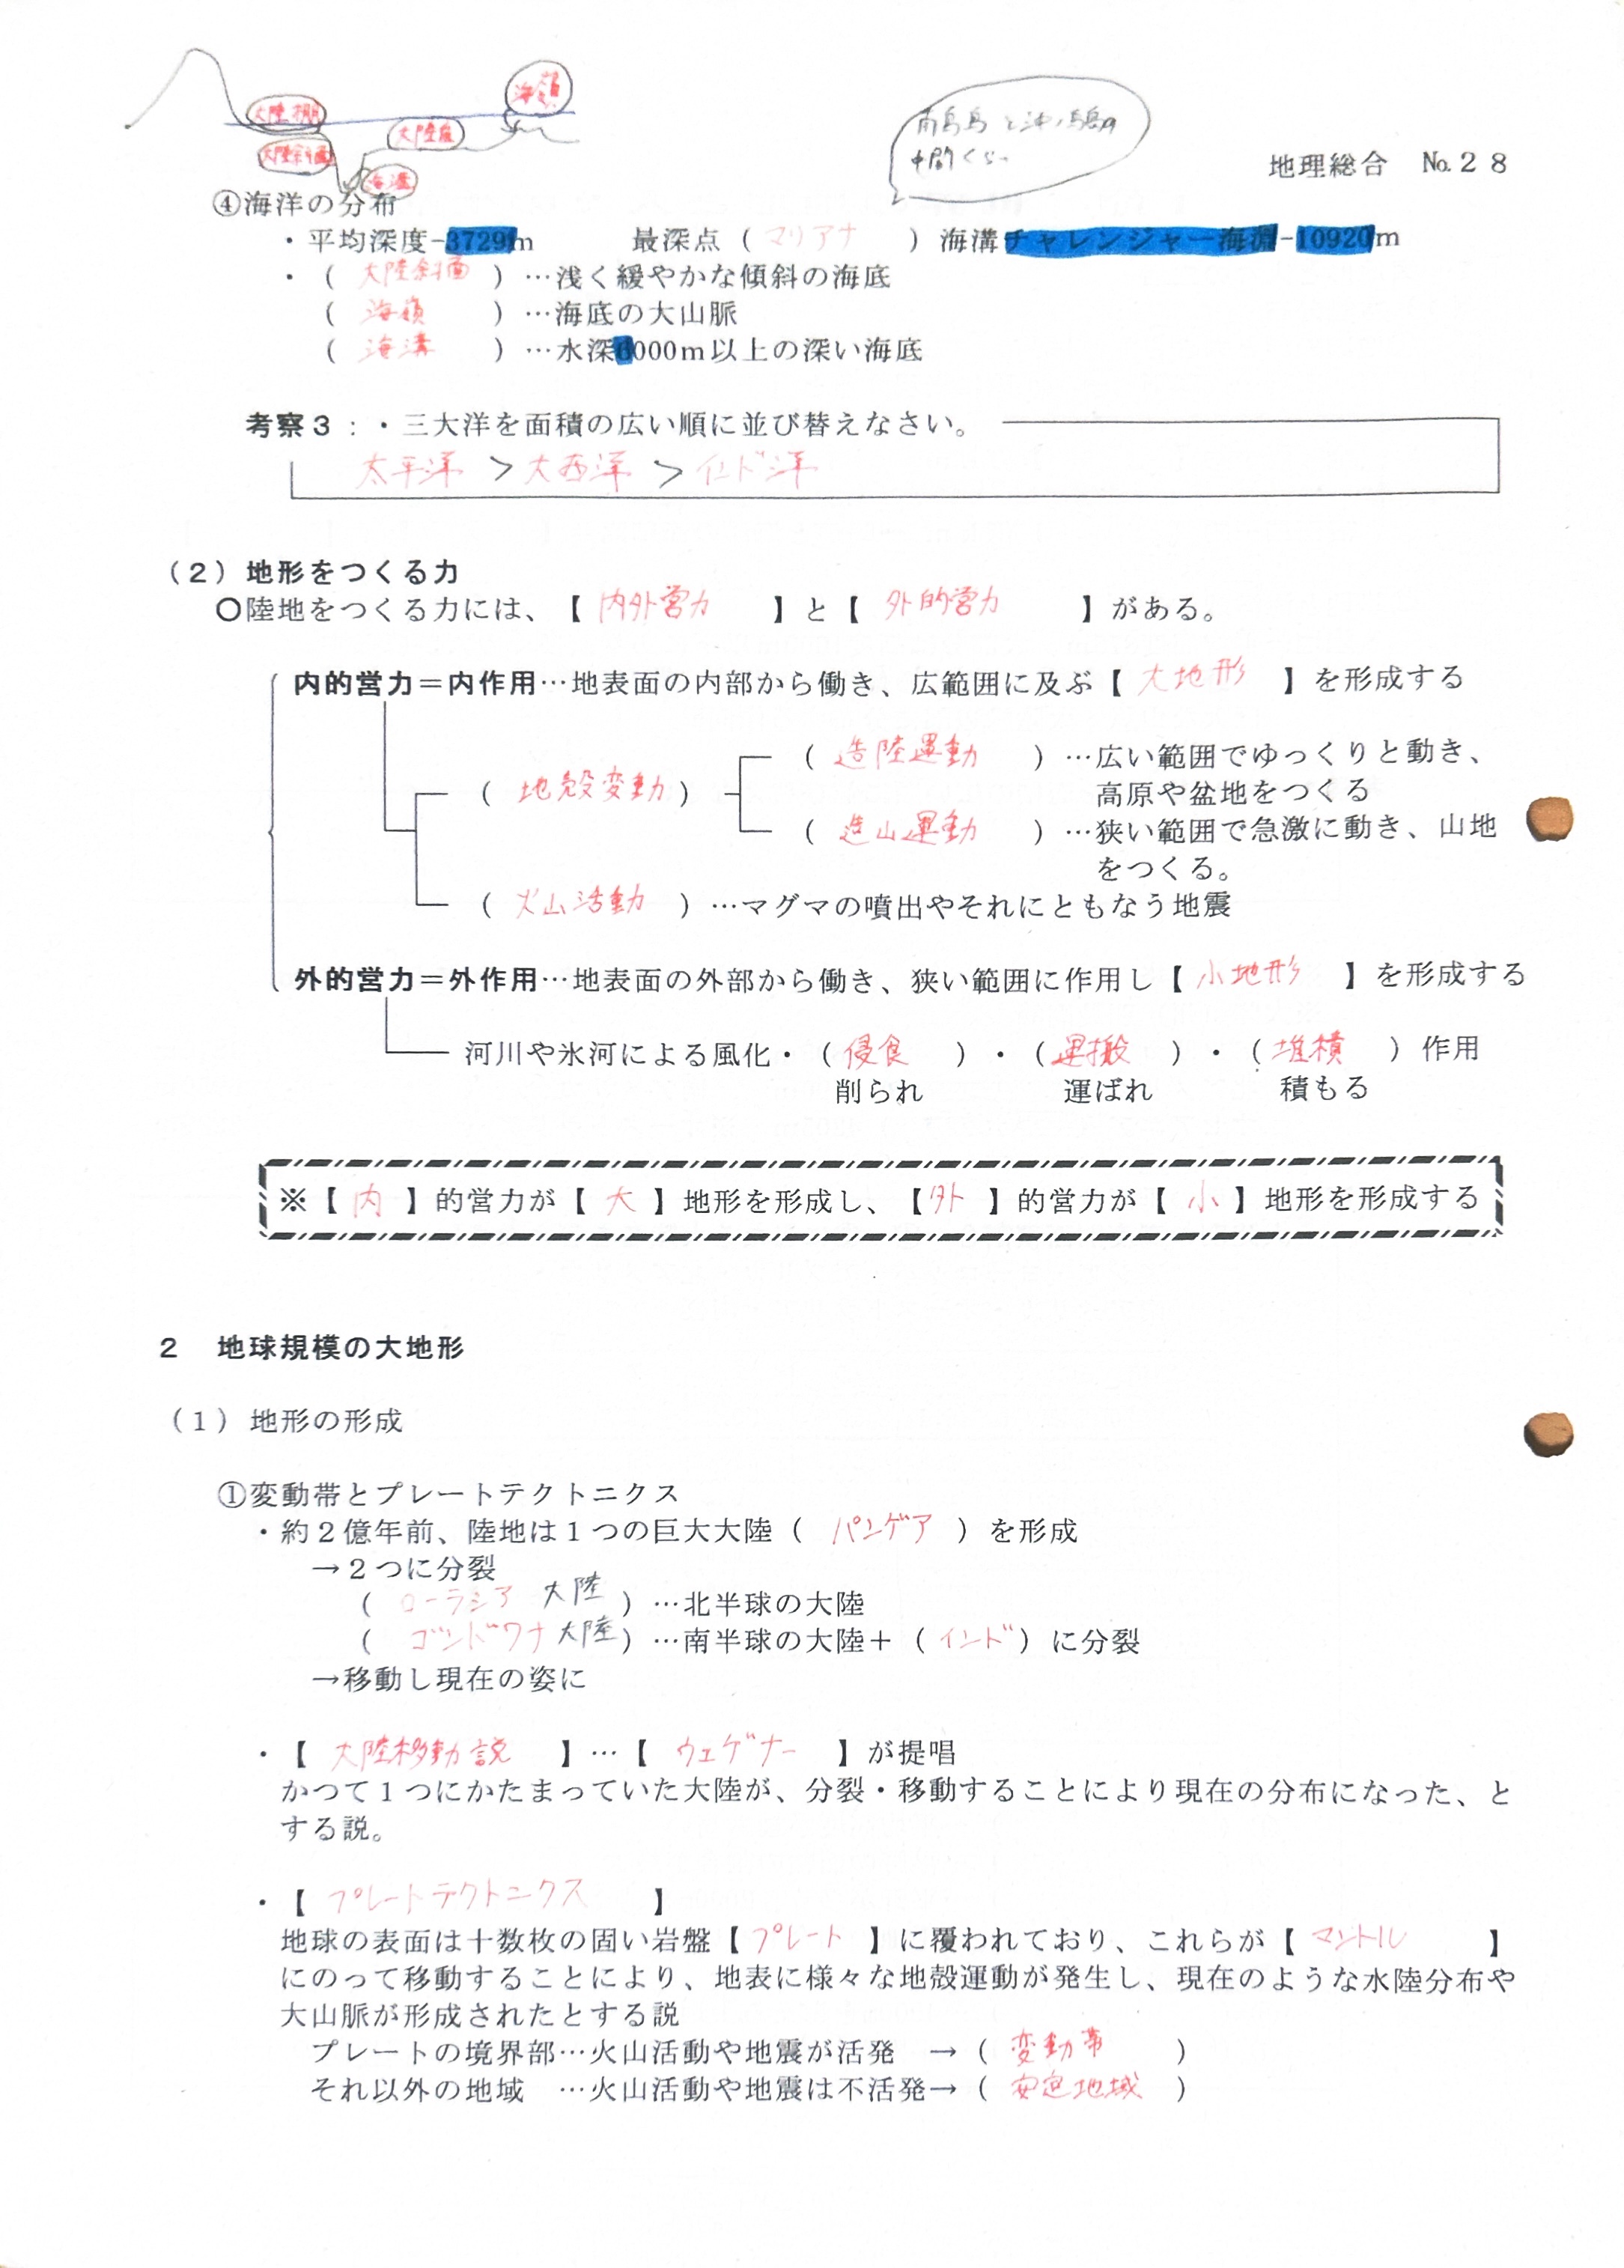 大陸棚
大陸斜面
海溝
大陸盆
海嶺
南鳥島と沖ノ鳥島の
中間くらい
地理総合 No.28
④海洋の分布
・平均深度-3729m 最深点（ マリアナ ）海溝チャレンジャー海淵-10920m
・（ 大陸斜面 ）…浅く緩やかな傾斜の海底
（ 海嶺 ）…海底の大山脈
（ 海溝 ）…水深6000m以上の深い海底
考察3：・三大洋を面積の広い順に並び替えなさい。
太平洋 > 大西洋 > インド洋
（2）地形をつくる力
〇陸地をつくる力には、【 内外営力 】と【 外的営力 】がある。
内的営力＝内作用…地表面の内部から働き、広範囲に及ぶ【 大地形 】を形成する
（ 地殻変動 ）
（ 造陸運動 ）…広い範囲でゆっくりと動き、
高原や盆地をつくる
（ 造山運動 ）…狭い範囲で急激に動き、山地
をつくる。
（ 火山活動 ）…マグマの噴出やそれにともなう地震
外的営力＝外作用…地表面の外部から働き、狭い範囲に作用し【 小地形 】を形成する
河川や氷河による風化・（ 侵食 ）・（ 運搬 ）・（ 堆積 ）作用
削られ 運ばれ 積もる
※【 内 】的営力が【 大 】地形を形成し、【 外 】的営力が【 小 】地形を形成する
2 地球規模の大地形
（1）地形の形成
①変動帯とプレートテクトニクス
・約2億年前、陸地は1つの巨大大陸（ パンゲア ）を形成
→2つに分裂
（ ローラシア 大陸 ）…北半球の大陸
（ ゴンドワナ 大陸 ）…南半球の大陸＋（ インド ）に分裂
→移動し現在の姿に
・【 大陸移動説 】…【 ウェゲナー 】が提唱
かつて1つにかたまっていた大陸が、分裂・移動することにより現在の分布になった、と
する説。
・【 プレートテクトニクス 】
地球の表面は十数枚の固い岩盤【 プレート 】に覆われており、これらが【 マントル 】
にのって移動することにより、地表に様々な地殻運動が発生し、現在のような水陸分布や
大山脈が形成されたとする説
プレートの境界部…火山活動や地震が活発 →（ 変動帯 ）
それ以外の地域 …火山活動や地震は不活発→（ 安定地域 ）